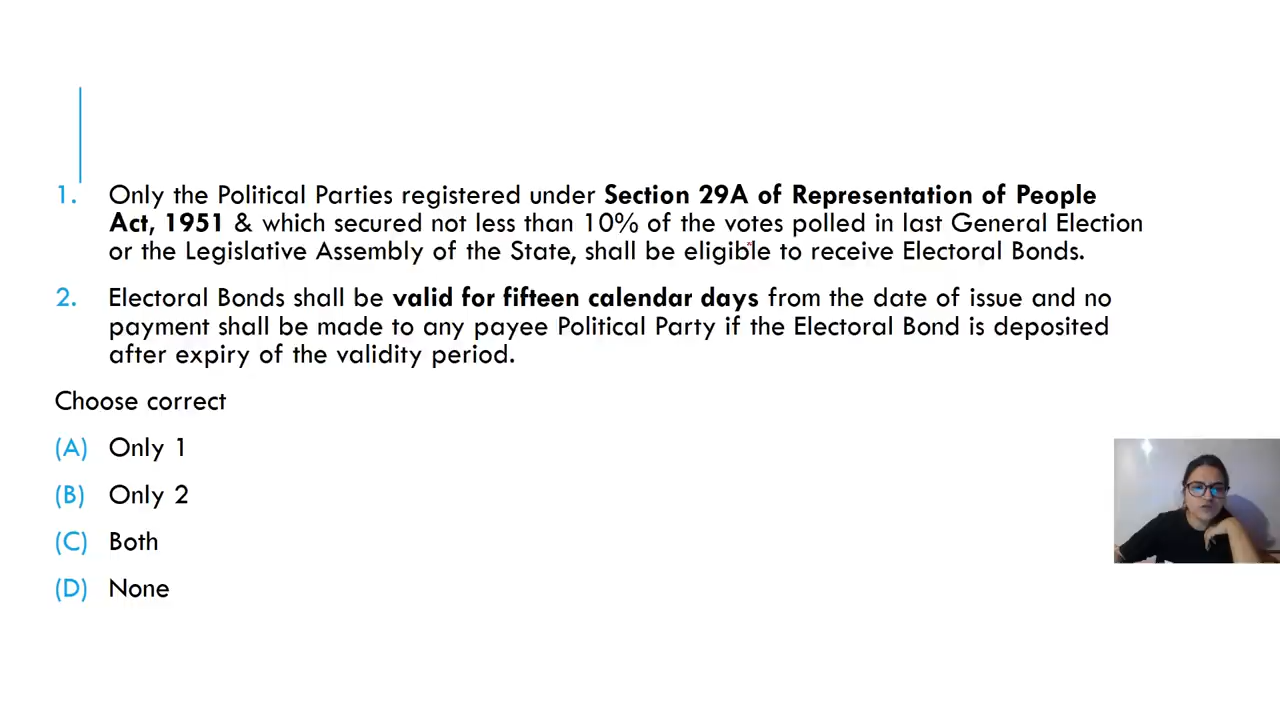 1. Only the Political Parties registered under Section 29A of Representation of People
Act, 1951 & which secured not less than 10% of the votes polled in last General Election
or the Legislative Assembly of the State, shall be eligible to receive Electoral Bonds.
2. Electoral Bonds shall be valid for fifteen calendar days from the date of issue and no
payment shall be made to any payee Political Party if the Electoral Bond is deposited
after expiry of the validity period.
Choose correct
(A) Only 1
(B) Only 2
(C) Both
(D) None